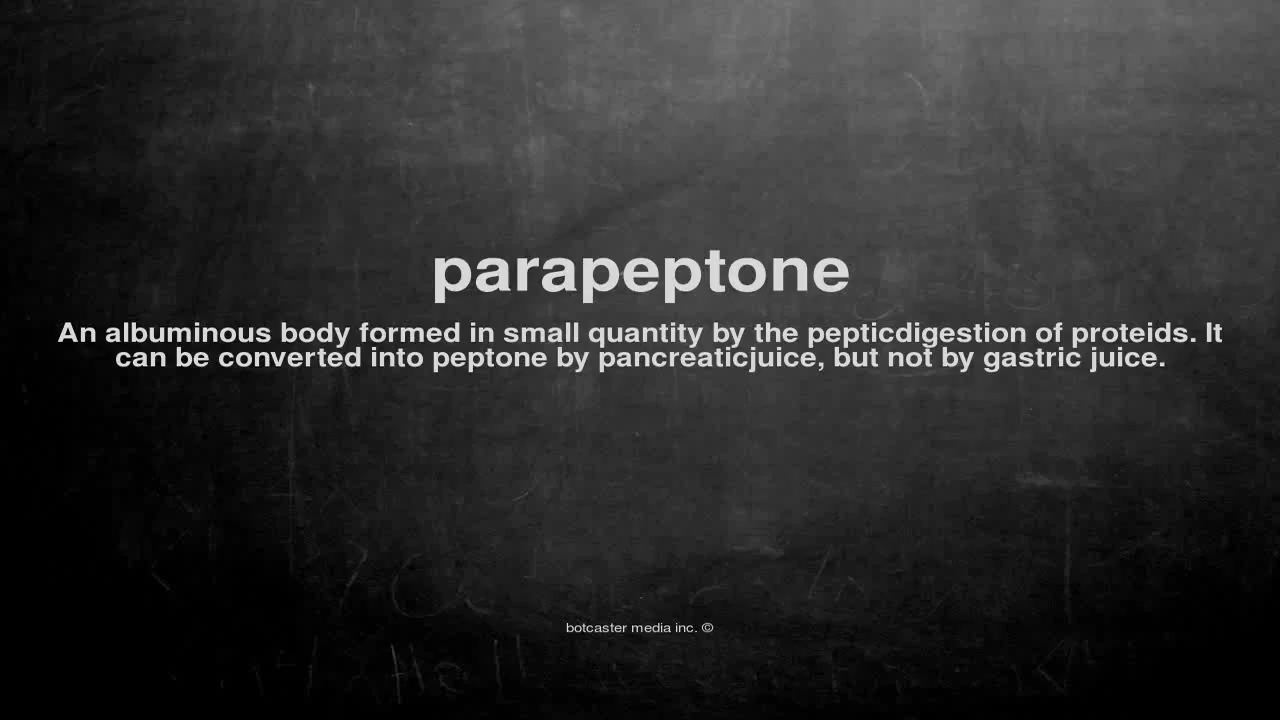 parapeptone
An albuminous body formed in small quantity by the pepticdigestion of proteids. It
can be converted into peptone by pancreaticjuice, but not by gastric juice.
botcaster media inc. ©